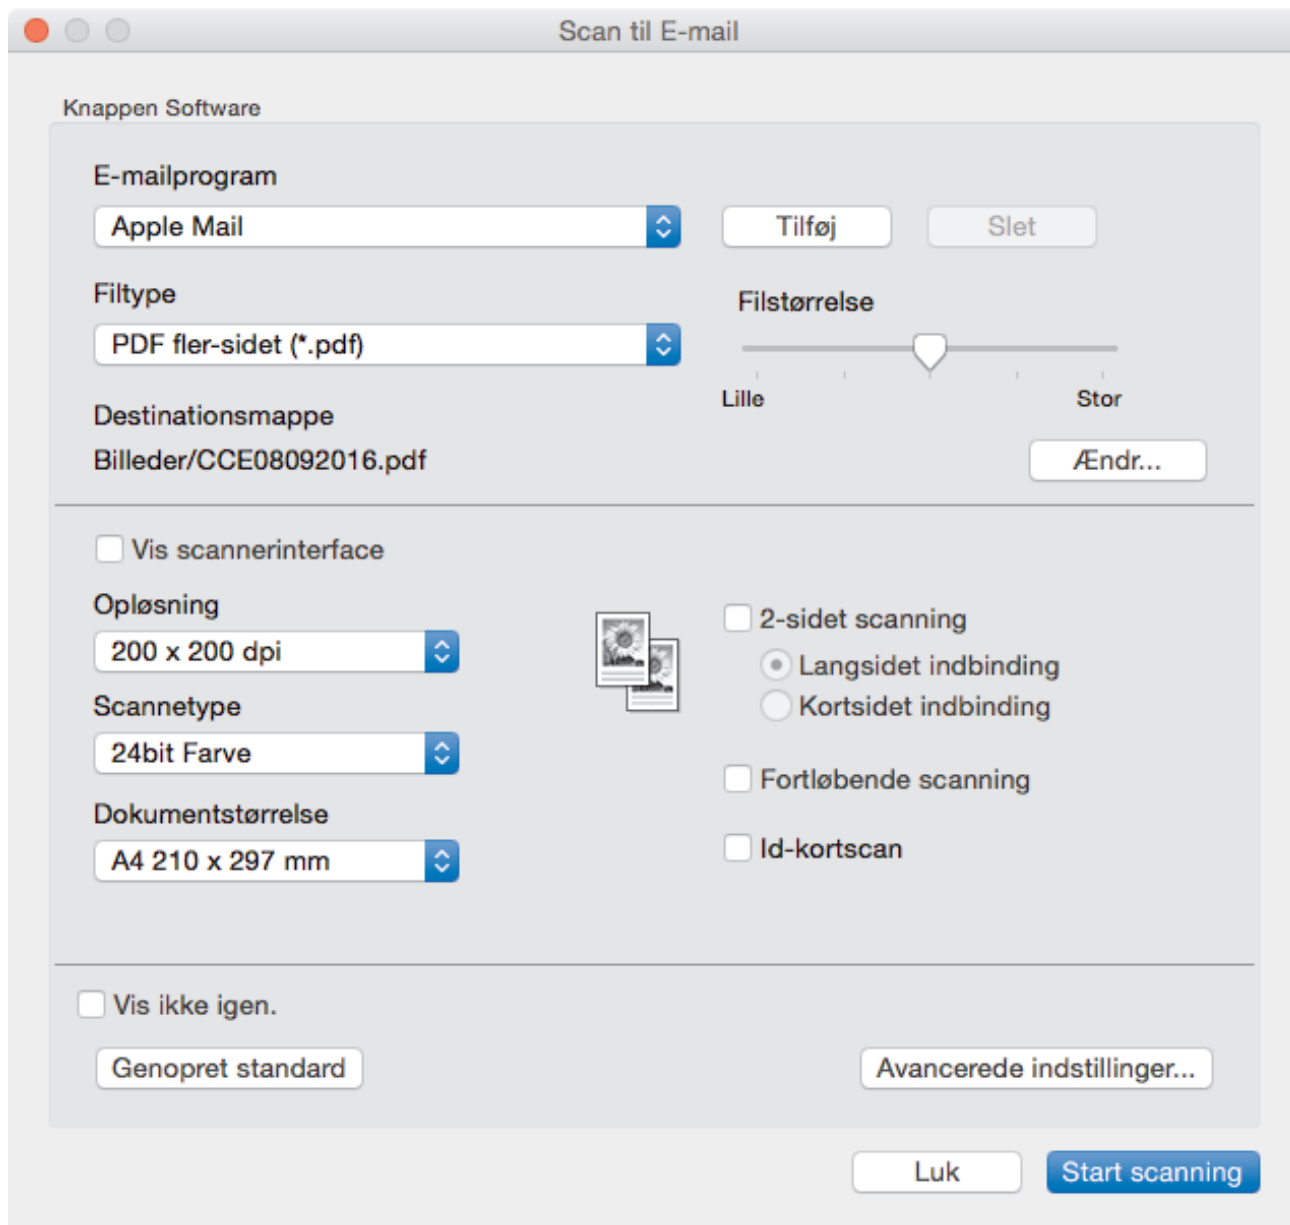 Scan til E-mail
Knappen Software
E-mailprogram
Apple Mail
Tilføj
Slet
Filtype
Filstørrelse
PDF fler-sidet (*.pdf)
Lille
Stor
Destinationsmappe
Billeder/CCE08092016.pdf
Ændr...
Vis scannerinterface
Opløsning
200 x 200 dpi
2-sidet scanning
Langsidet indbinding
Kortsidet indbinding
Scannetype
24bit Farve
Fortløbende scanning
Dokumentstørrelse
A4 210 x 297 mm
Id-kortscan
Vis ikke igen.
Genopret standard
Avancerede indstillinger...
Luk
Start scanning